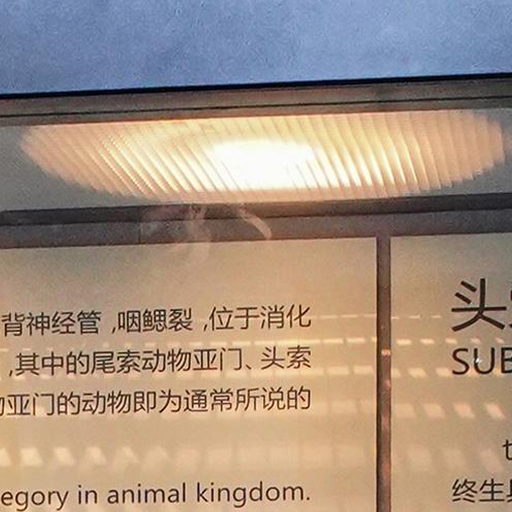 背神经管 ,咽鳃裂 ,位于消化
,其中的尾索动物亚门、头索
物亚门的动物即为通常所说的
egory in animal kingdom.
头
SUB
t
终生